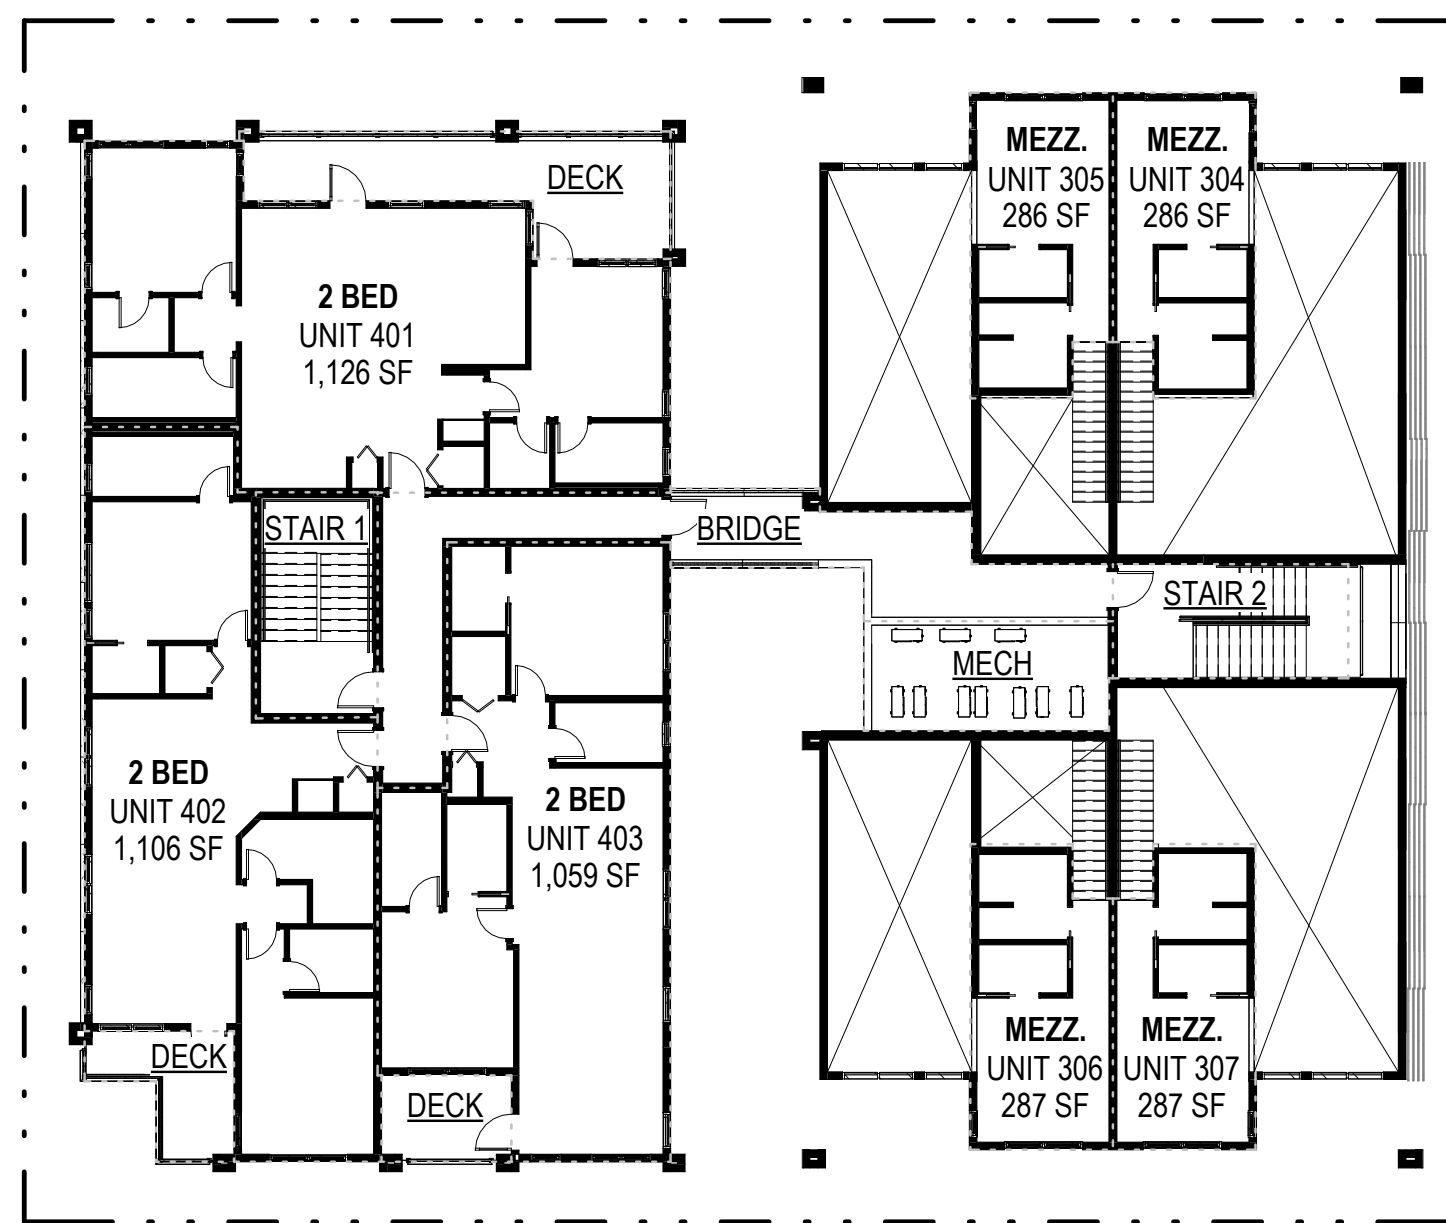 MEZZ.
UNIT 305
286 SF
MEZZ.
UNIT 304
286 SF
DECK
2 BED
UNIT 401
1,126 SF
STAIR 1
BRIDGE
STAIR 2
MECH
2 BED
UNIT 402
1,106 SF
2 BED
UNIT 403
1,059 SF
DECK
DECK
MEZZ.
UNIT 306
287 SF
MEZZ.
UNIT 307
287 SF